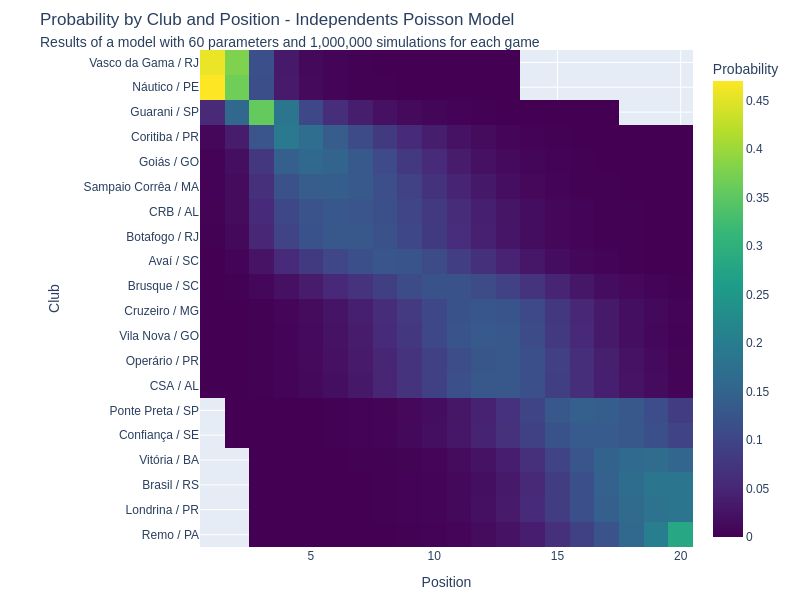 Probability by Club and Position - Independents Poisson Model
Results of a model with 60 parameters and 1,000,000 simulations for each game
Probability
Vasco da Gama / RJ
Náutico / PE
Guarani / SP
Coritiba / PR
Goiás / GO
Sampaio Corrêa / MA
CRB / AL
Botafogo / RJ
Avaí / SC
Brusque / SC
Cruzeiro / MG
Vila Nova / GO
Operário / PR
CSA / AL
Ponte Preta / SP
Confiança / SE
Vitória / BA
Brasil / RS
Londrina / PR
Remo / PA
Club
5
10
15
20
Position
0.45
0.4
0.35
0.3
0.25
0.2
0.15
0.1
0.05
0